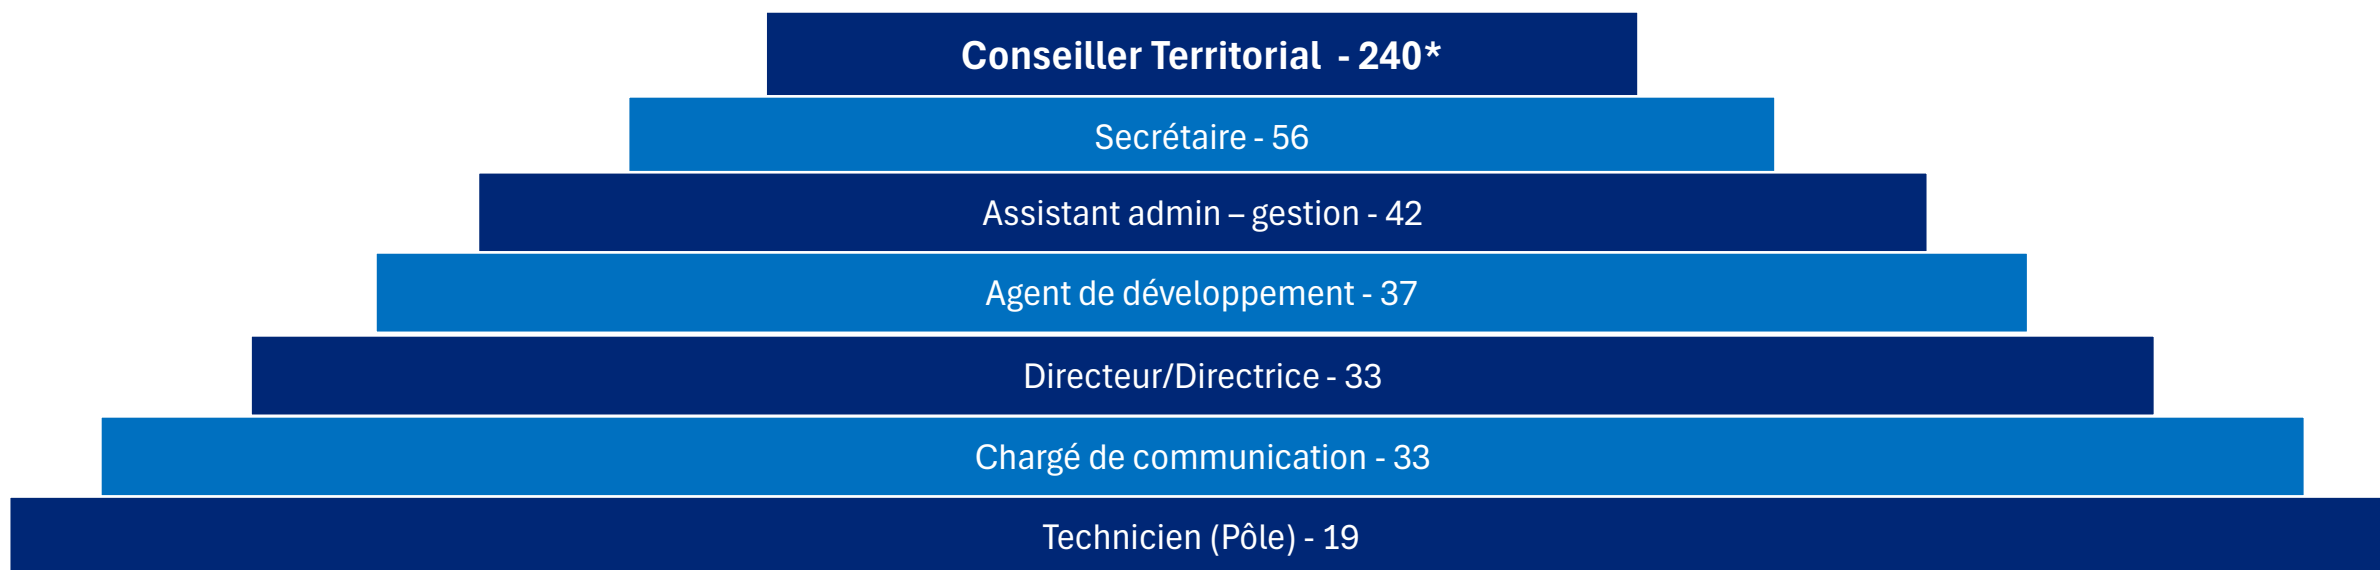 Conseiller Territorial - 240*
Secrétaire - 56
Assistant admin – gestion - 42
Agent de développement - 37
Directeur/Directrice - 33
Chargé de communication - 33
Technicien (Pôle) - 19